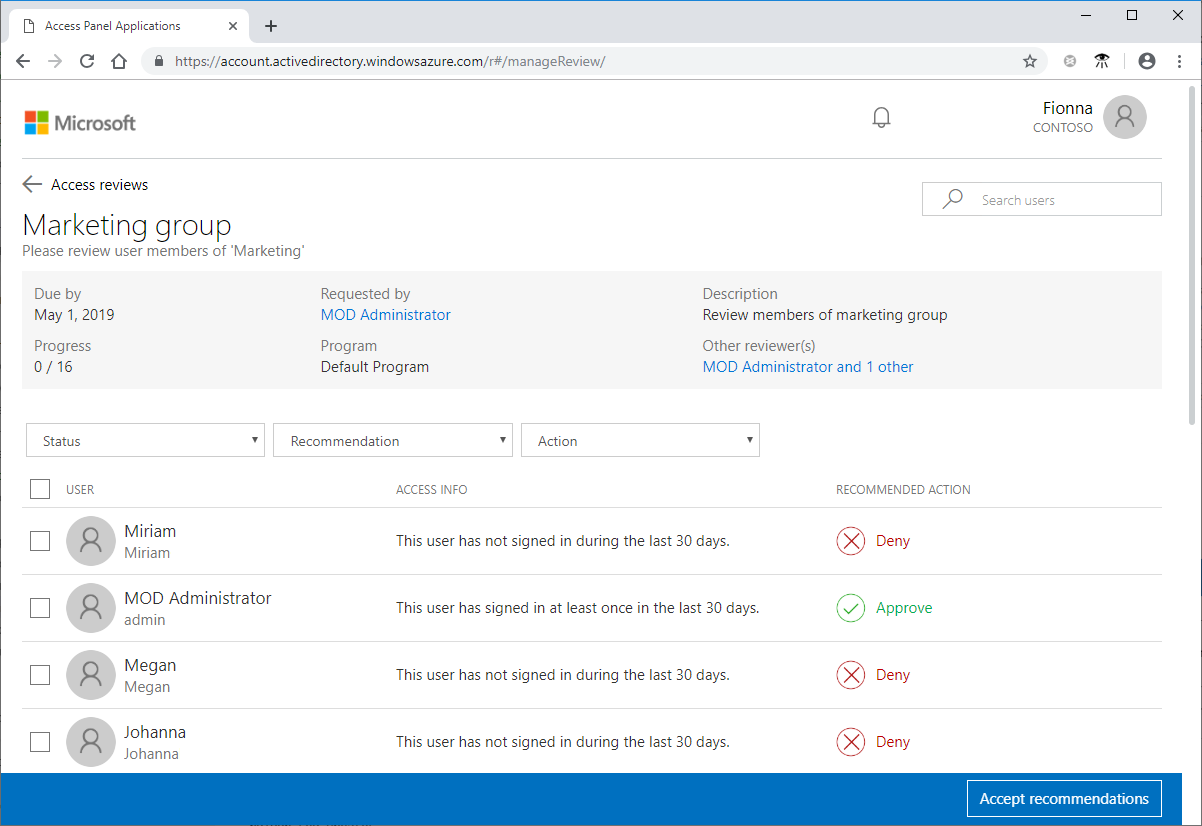 Access Panel Applications
https://account.activedirectory.windowsazure.com/r#/manageReview/
Microsoft
Fionna
CONTOSO
Access reviews
Search users
Marketing group
Please review user members of 'Marketing'
Due by
May 1, 2019
Requested by
MOD Administrator
Description
Review members of marketing group
Progress
0 / 16
Program
Default Program
Other reviewer(s)
MOD Administrator and 1 other
Status
Recommendation
Action
USER
ACCESS INFO
RECOMMENDED ACTION
Miriam
Miriam
This user has not signed in during the last 30 days.
Deny
MOD Administrator
admin
This user has signed in at least once in the last 30 days.
Approve
Megan
Megan
This user has not signed in during the last 30 days.
Deny
Johanna
Johanna
This user has not signed in during the last 30 days.
Deny
Accept recommendations